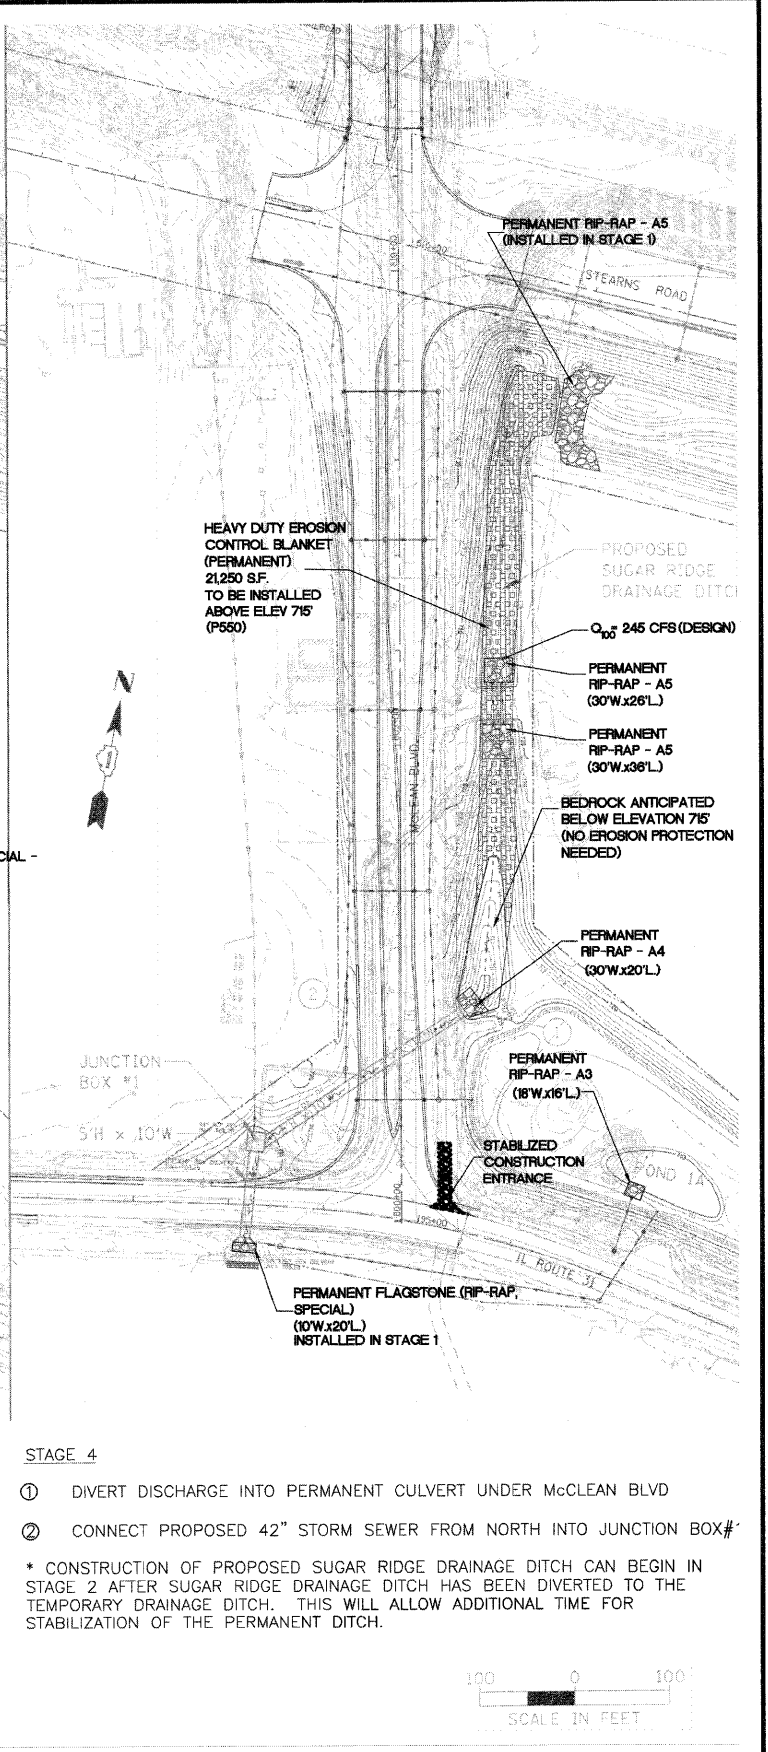 PERMANENT RIP-RAP - A5
(INSTALLED IN STAGE 1)
STEARNS ROAD
HEAVY DUTY EROSION
CONTROL BLANKET
(PERMANENT)
21,250 S.F.
TO BE INSTALLED
ABOVE ELEV 715'
(P550)
PROPOSED
SUGAR RIDGE
DRAINAGE DITC
Q100= 245 CFS (DESIGN)
PERMANENT
RIP-RAP - A5
(30'W.x26'L.)
PERMANENT
RIP-RAP - A5
(30'W.x36'L.)
N
MCLEAN BLVD
BEDROCK ANTICIPATED
BELOW ELEVATION 715'
(NO EROSION PROTECTION
NEEDED)
CIAL -
PERMANENT
RIP-RAP - A4
(30'W.x20'L.)
2
1
JUNCTION
BOX #1
5'H x 10'W
PERMANENT
RIP-RAP - A3
(18'W.x16'L.)
STABILIZED
CONSTRUCTION
ENTRANCE
POND 1A
195+00
IL ROUTE 31
PERMANENT FLAGSTONE (RIP-RAP,
SPECIAL)
(10'W.x20'L.)
INSTALLED IN STAGE 1
STAGE 4
① DIVERT DISCHARGE INTO PERMANENT CULVERT UNDER McCLEAN BLVD
② CONNECT PROPOSED 42" STORM SEWER FROM NORTH INTO JUNCTION BOX#1
* CONSTRUCTION OF PROPOSED SUGAR RIDGE DRAINAGE DITCH CAN BEGIN IN
STAGE 2 AFTER SUGAR RIDGE DRAINAGE DITCH HAS BEEN DIVERTED TO THE
TEMPORARY DRAINAGE DITCH. THIS WILL ALLOW ADDITIONAL TIME FOR
STABILIZATION OF THE PERMANENT DITCH.
100 0 100
SCALE IN FEET